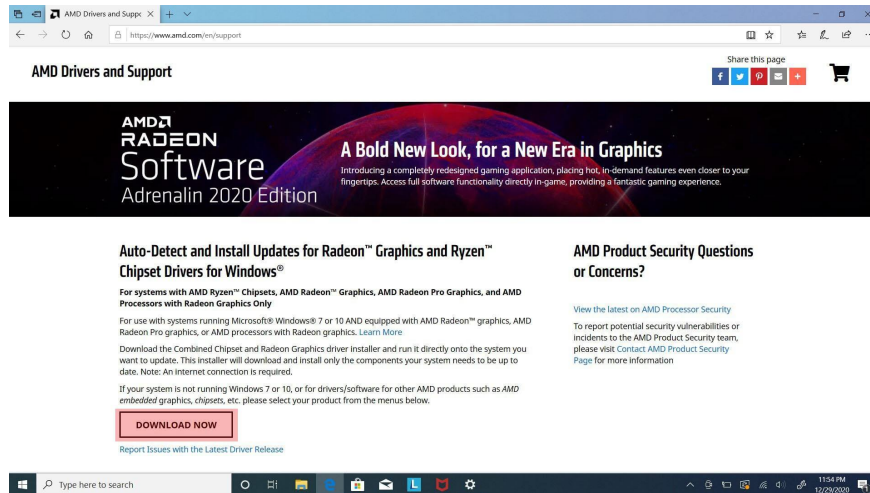 AMD Drivers and Suppo
https://www.amd.com/en/support
AMD Drivers and Support
Share this page
AMD
RADEON
Software
Adrenalin 2020 Edition
A Bold New Look, for a New Era in Graphics
Introducing a completely redesigned gaming application, placing hot, in-demand features even closer to your
fingertips. Access full software functionality directly in-game, providing a fantastic gaming experience.
Auto-Detect and Install Updates for Radeon™ Graphics and Ryzen™
Chipset Drivers for Windows®
For systems with AMD Ryzen™ Chipsets, AMD Radeon™ Graphics, AMD Radeon Pro Graphics, and AMD
Processors with Radeon Graphics Only
For use with systems running Microsoft® Windows® 7 or 10 AND equipped with AMD Radeon™ graphics, AMD
Radeon Pro graphics, or AMD processors with Radeon graphics. Learn More
Download the Combined Chipset and Radeon Graphics driver installer and run it directly onto the system you
want to update. This installer will download and install only the components your system needs to be up to
date. Note: An internet connection is required.
If your system is not running Windows 7 or 10, or for drivers/software for other AMD products such as AMD
embedded graphics, chipsets, etc. please select your product from the menus below.
DOWNLOAD NOW
Report Issues with the Latest Driver Release
AMD Product Security Questions
or Concerns?
View the latest on AMD Processor Security
To report potential security vulnerabilities or
incidents to the AMD Product Security team,
please visit Contact AMD Product Security
Page for more information
Type here to search
11:54 PM
12/29/2020